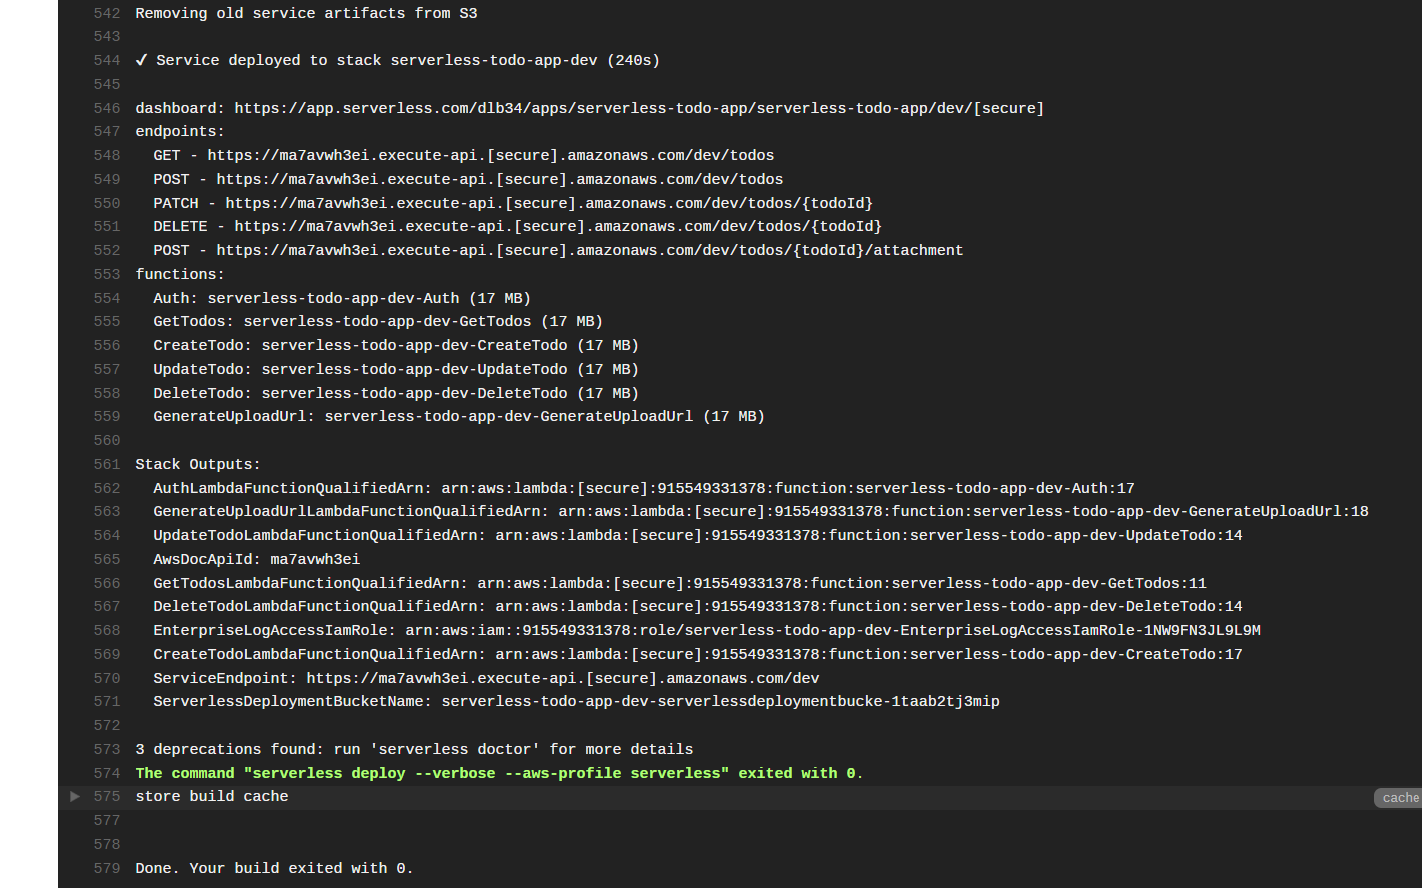 542 Removing old service artifacts from S3
543
544 ✓ Service deployed to stack serverless-todo-app-dev (240s)
545
546 dashboard: https://app.serverless.com/dlb34/apps/serverless-todo-app/serverless-todo-app/dev/[secure]
547 endpoints:
548 GET - https://ma7avwh3ei.execute-api.[secure].amazonaws.com/dev/todos
549 POST - https://ma7avwh3ei.execute-api.[secure].amazonaws.com/dev/todos
550 PATCH - https://ma7avwh3ei.execute-api.[secure].amazonaws.com/dev/todos/{todoId}
551 DELETE - https://ma7avwh3ei.execute-api.[secure].amazonaws.com/dev/todos/{todoId}
552 POST - https://ma7avwh3ei.execute-api.[secure].amazonaws.com/dev/todos/{todoId}/attachment
553 functions:
554 Auth: serverless-todo-app-dev-Auth (17 MB)
555 GetTodos: serverless-todo-app-dev-GetTodos (17 MB)
556 CreateTodo: serverless-todo-app-dev-CreateTodo (17 MB)
557 UpdateTodo: serverless-todo-app-dev-UpdateTodo (17 MB)
558 DeleteTodo: serverless-todo-app-dev-DeleteTodo (17 MB)
559 GenerateUploadUrl: serverless-todo-app-dev-GenerateUploadUrl (17 MB)
560
561 Stack Outputs:
562 AuthLambdaFunctionQualifiedArn: arn:aws:lambda:[secure]:915549331378:function:serverless-todo-app-dev-Auth:17
563 GenerateUploadUrlLambdaFunctionQualifiedArn: arn:aws:lambda:[secure]:915549331378:function:serverless-todo-app-dev-GenerateUploadUrl:18
564 UpdateTodoLambdaFunctionQualifiedArn: arn:aws:lambda:[secure]:915549331378:function:serverless-todo-app-dev-UpdateTodo:14
565 AwsDocApiId: ma7avwh3ei
566 GetTodosLambdaFunctionQualifiedArn: arn:aws:lambda:[secure]:915549331378:function:serverless-todo-app-dev-GetTodos:11
567 DeleteTodoLambdaFunctionQualifiedArn: arn:aws:lambda:[secure]:915549331378:function:serverless-todo-app-dev-DeleteTodo:14
568 EnterpriseLogAccessIamRole: arn:aws:iam::915549331378:role/serverless-todo-app-dev-EnterpriseLogAccessIamRole-1NW9FN3JL9L9M
569 CreateTodoLambdaFunctionQualifiedArn: arn:aws:lambda:[secure]:915549331378:function:serverless-todo-app-dev-CreateTodo:17
570 ServiceEndpoint: https://ma7avwh3ei.execute-api.[secure].amazonaws.com/dev
571 ServerlessDeploymentBucketName: serverless-todo-app-dev-serverlessdeploymentbucke-1taab2tj3mip
572
573 3 deprecations found: run 'serverless doctor' for more details
574 The command "serverless deploy --verbose --aws-profile serverless" exited with 0.
575 store build cache cache
577
578
579 Done. Your build exited with 0.